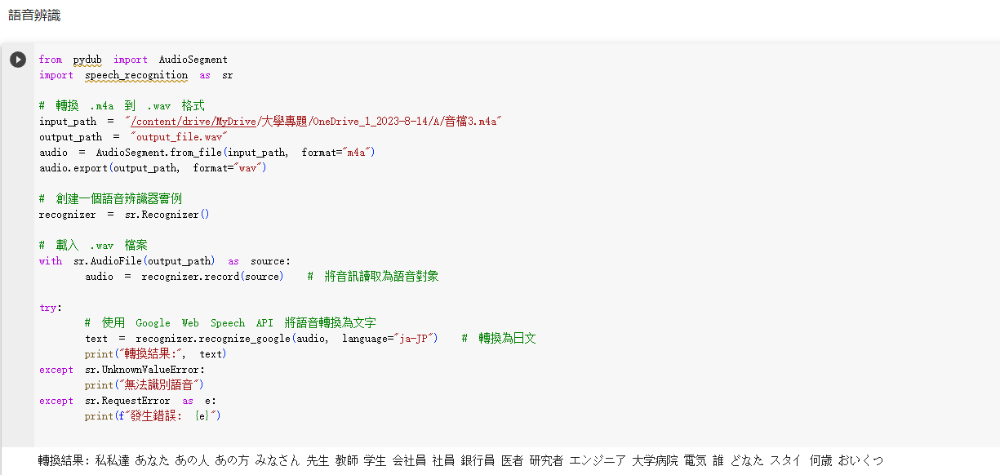 語音辨識
from pydub import AudioSegment
import speech_recognition as sr
# 轉換 .m4a 到 .wav 格式
input_path = "/content/drive/MyDrive/大學專題/OneDrive_1_2023-8-14/A/音檔3.m4a"
output_path = "output_file.wav"
audio = AudioSegment.from_file(input_path, format="m4a")
audio.export(output_path, format="wav")
# 創建一個語音辨識器實例
recognizer = sr.Recognizer()
# 載入 .wav 檔案
with sr.AudioFile(output_path) as source:
    audio = recognizer.record(source)  # 將音訊讀取為語音對象
try:
    # 使用 Google Web Speech API 將語音轉換為文字
    text = recognizer.recognize_google(audio, language="ja-JP")  # 轉換為日文
    print("轉換結果:", text)
except sr.UnknownValueError:
    print("無法識別語音")
except sr.RequestError as e:
    print(f"發生錯誤: {e}")
轉換結果: 私私達 あなた あの人 あの方 みなさん 先生 教師 学生 会社員 社員 銀行員 医者 研究者 エンジニア 大学病院 電気 誰 どなた スタイ 何歳 おいくつ